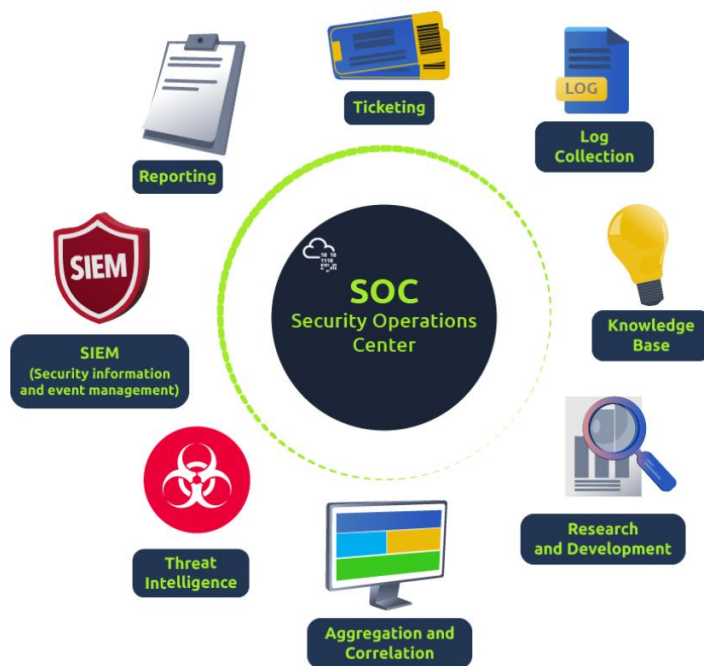 Ticketing
LOG
Log
Collection
Reporting
SIEM
SOC
Security Operations
Center
Knowledge
Base
SIEM
(Security information
and event management)
Research
and Development
Threat
Intelligence
Aggregation and
Correlation